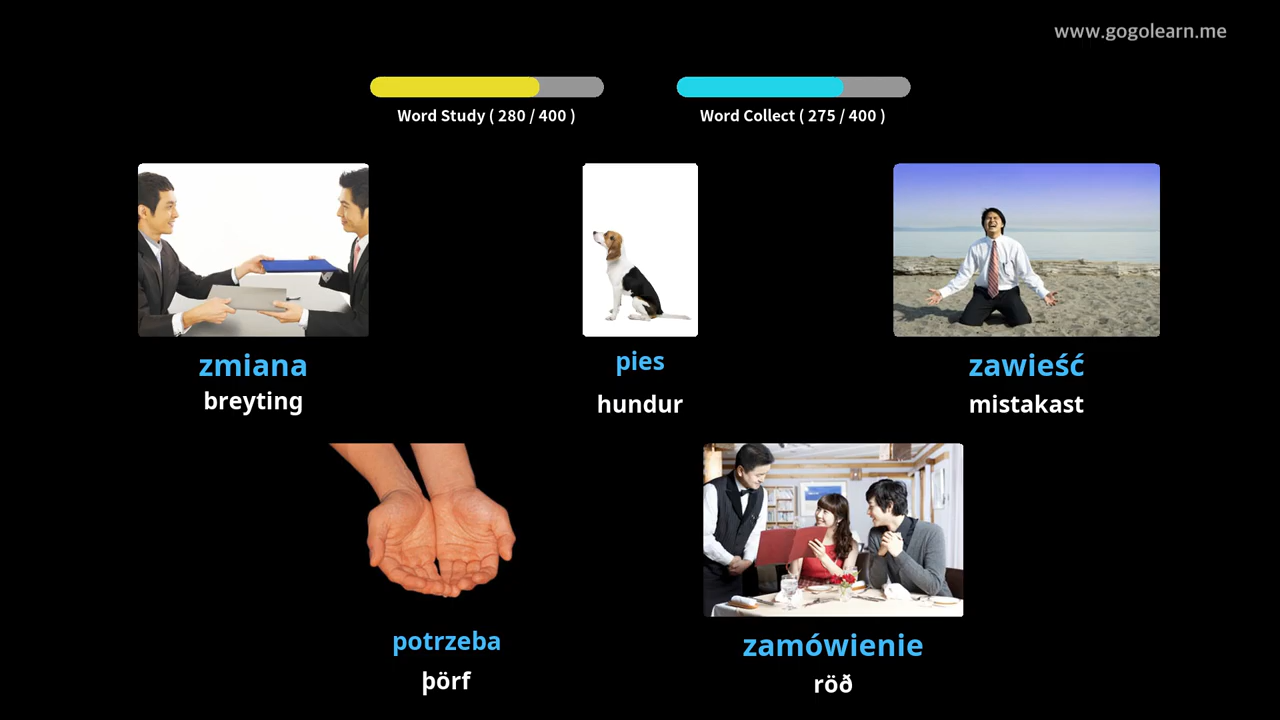 www.gogolearn.me
Word Study ( 280 / 400 )
Word Collect ( 275 / 400 )
zmiana
breyting
pies
hundur
zawieść
mistakast
potrzeba
þörf
zamówienie
röð